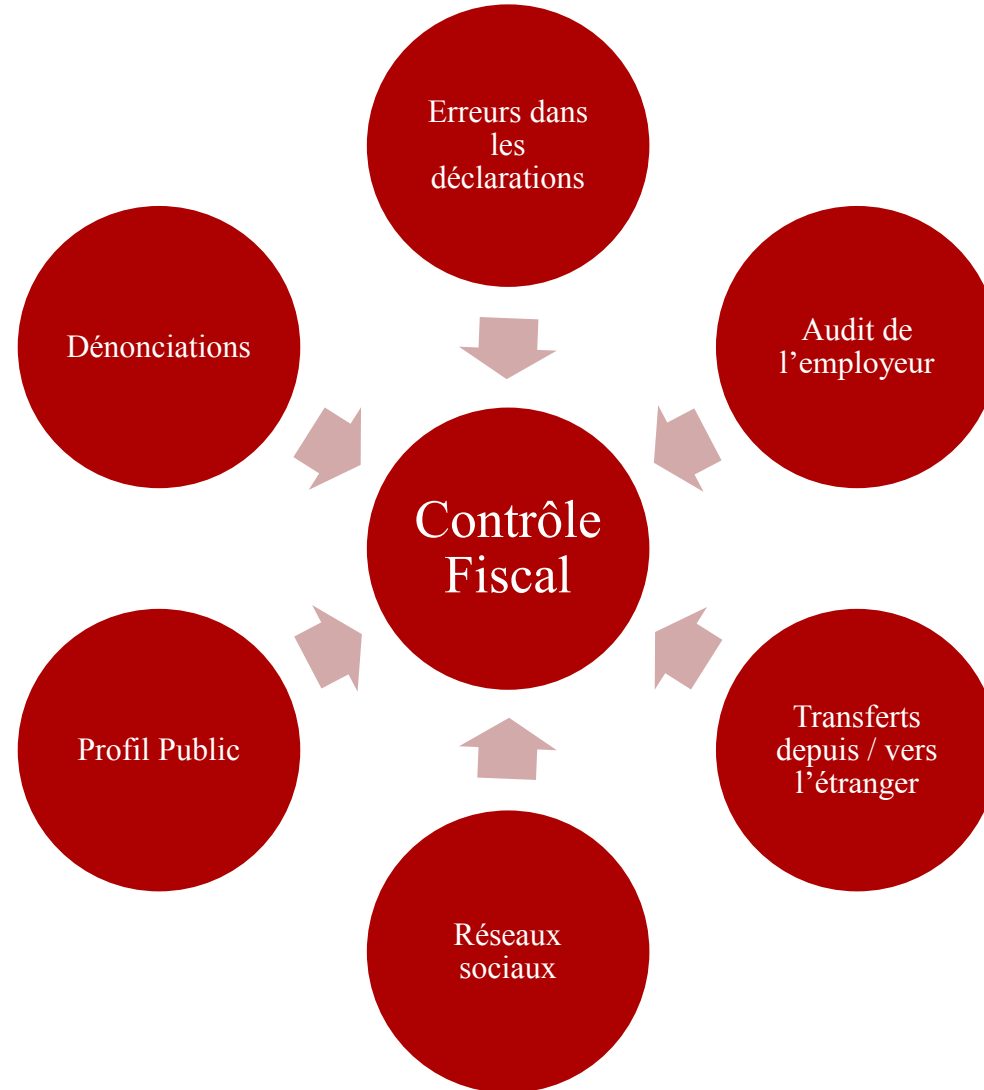 Erreurs dans
les
déclarations
Dénonciations
Audit de
l’employeur
Contrôle
Fiscal
Profil Public
Transferts
depuis / vers
l’étranger
Réseaux
sociaux